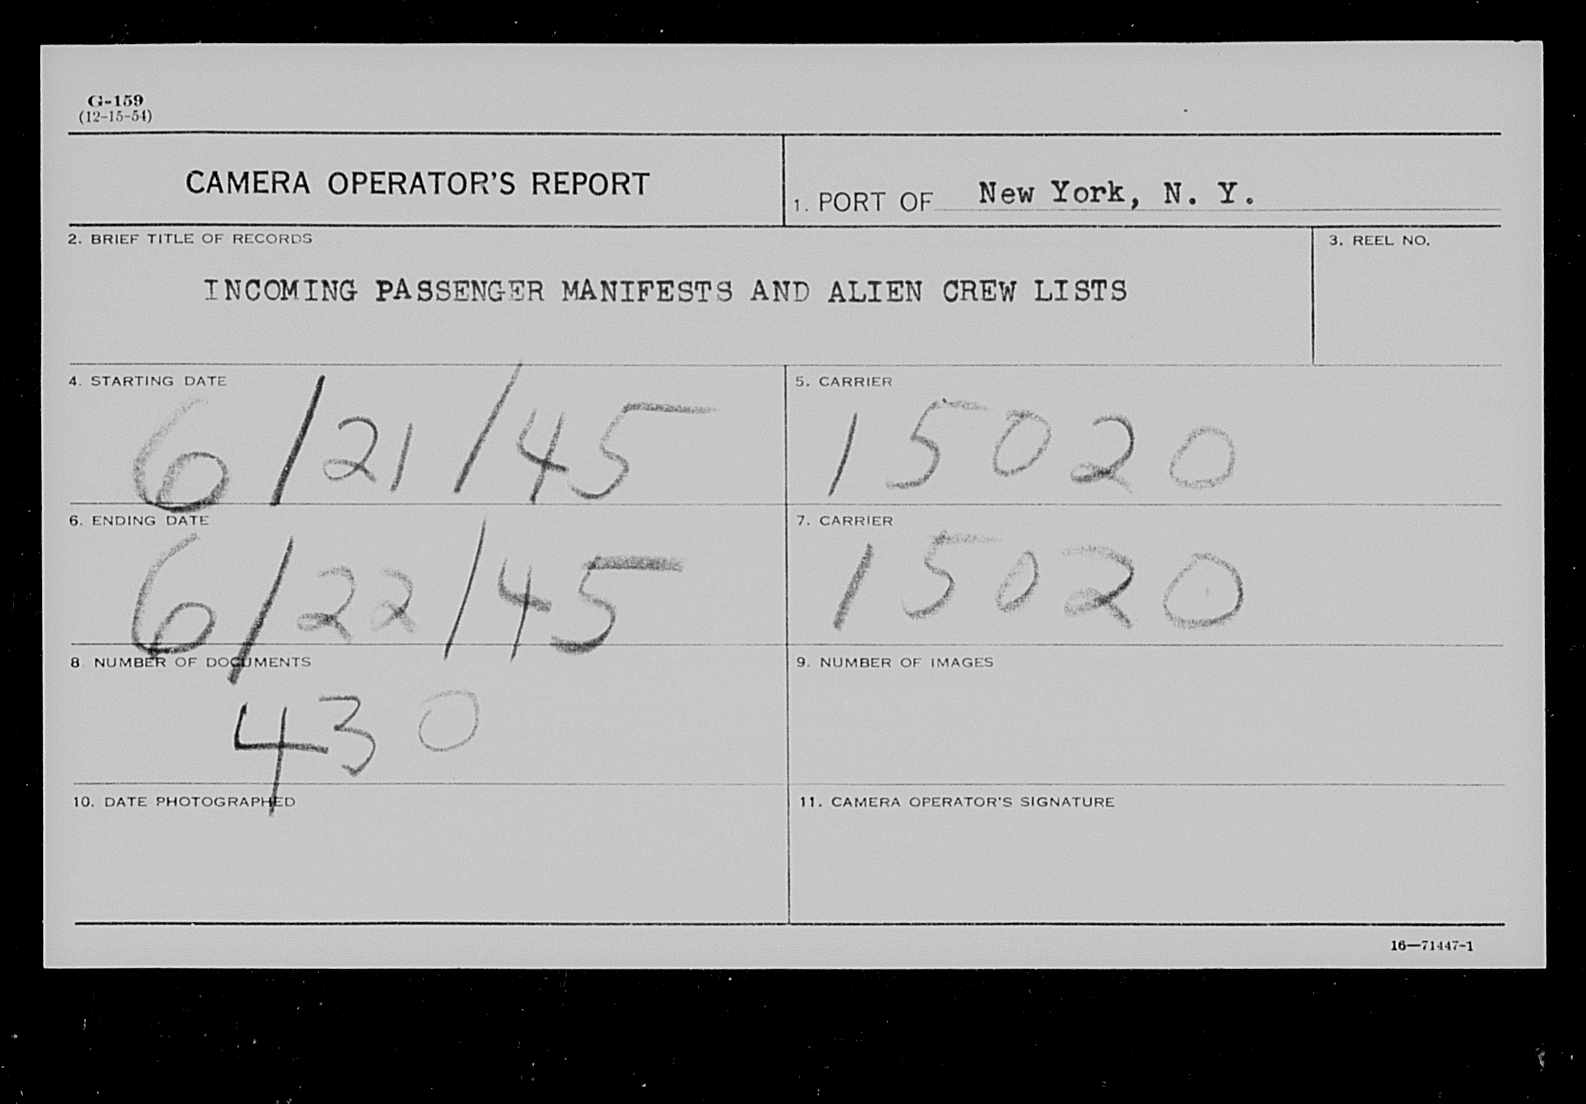 G-159
(12-15-54)
CAMERA OPERATOR'S REPORT
1. PORT OF New York, N. Y.
2. BRIEF TITLE OF RECORDS
INCOMING PASSENGER MANIFESTS AND ALIEN CREW LISTS
3. REEL NO.
4. STARTING DATE
6/21/45
5. CARRIER
15020
6. ENDING DATE
6/22/45
7. CARRIER
15020
8. NUMBER OF DOCUMENTS
430
9. NUMBER OF IMAGES
10. DATE PHOTOGRAPHED
11. CAMERA OPERATOR'S SIGNATURE
16—71447-1